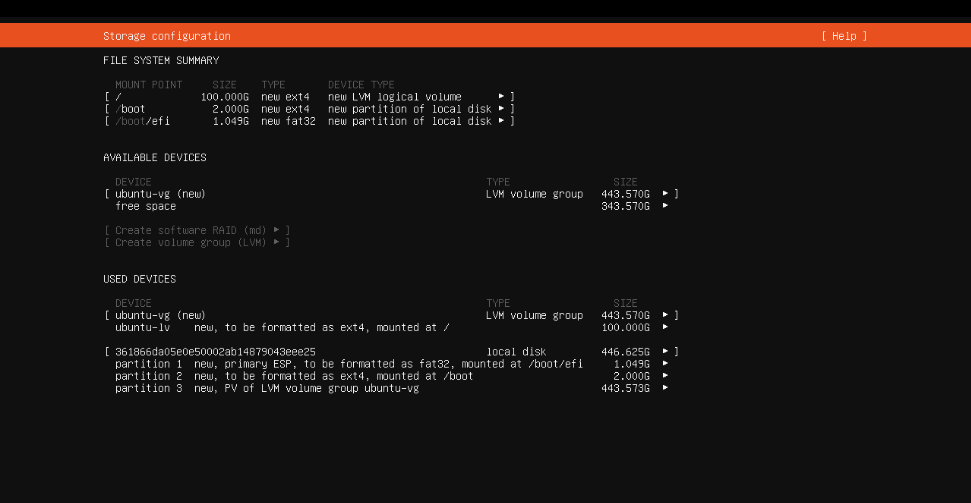 Storage configuration [ Help ]
FILE SYSTEM SUMMARY
MOUNT POINT SIZE TYPE DEVICE TYPE
[ / 100.000G new ext4 new LVM logical volume ▸ ]
[ /boot 2.000G new ext4 new partition of local disk ▸ ]
[ /boot/efi 1.049G new fat32 new partition of local disk ▸ ]
AVAILABLE DEVICES
DEVICE TYPE SIZE
[ ubuntu-vg (new) LVM volume group 443.570G ▸ ]
free space 343.570G ▸
[ Create software RAID (md) ▸ ]
[ Create volume group (LVM) ▸ ]
USED DEVICES
DEVICE TYPE SIZE
[ ubuntu-vg (new) LVM volume group 443.570G ▸ ]
ubuntu-lv new, to be formatted as ext4, mounted at / 100.000G ▸
[ 361866da05e0e50002ab14879043eee25 local disk 446.625G ▸ ]
partition 1 new, primary ESP, to be formatted as fat32, mounted at /boot/efi 1.049G ▸
partition 2 new, to be formatted as ext4, mounted at /boot 2.000G ▸
partition 3 new, PV of LVM volume group ubuntu-vg 443.573G ▸